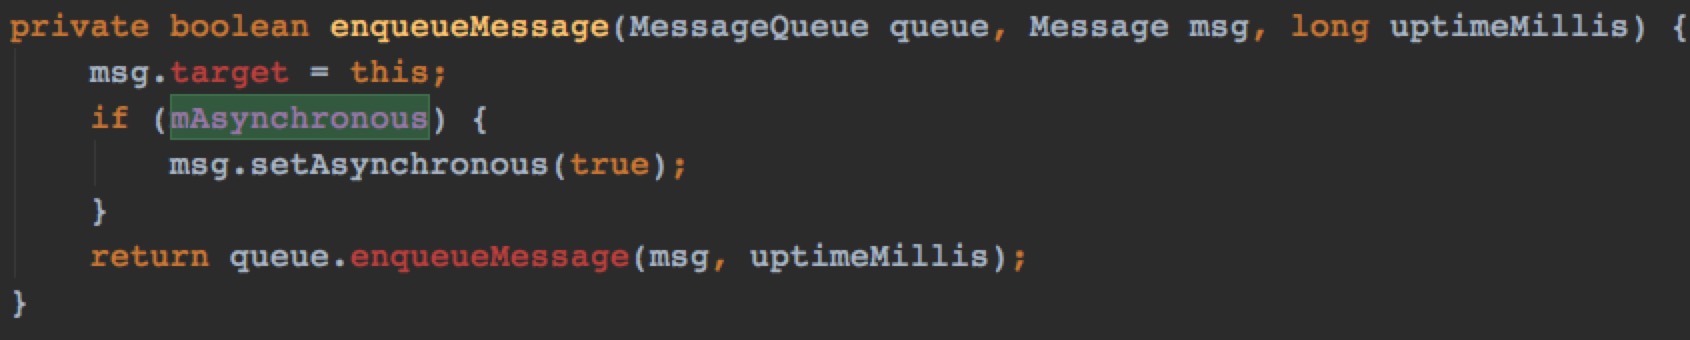 private boolean enqueueMessage(MessageQueue queue, Message msg, long uptimeMillis) {
msg.target = this;
if (mAsynchronous) {
msg.setAsynchronous(true);
}
return queue.enqueueMessage(msg, uptimeMillis);
}